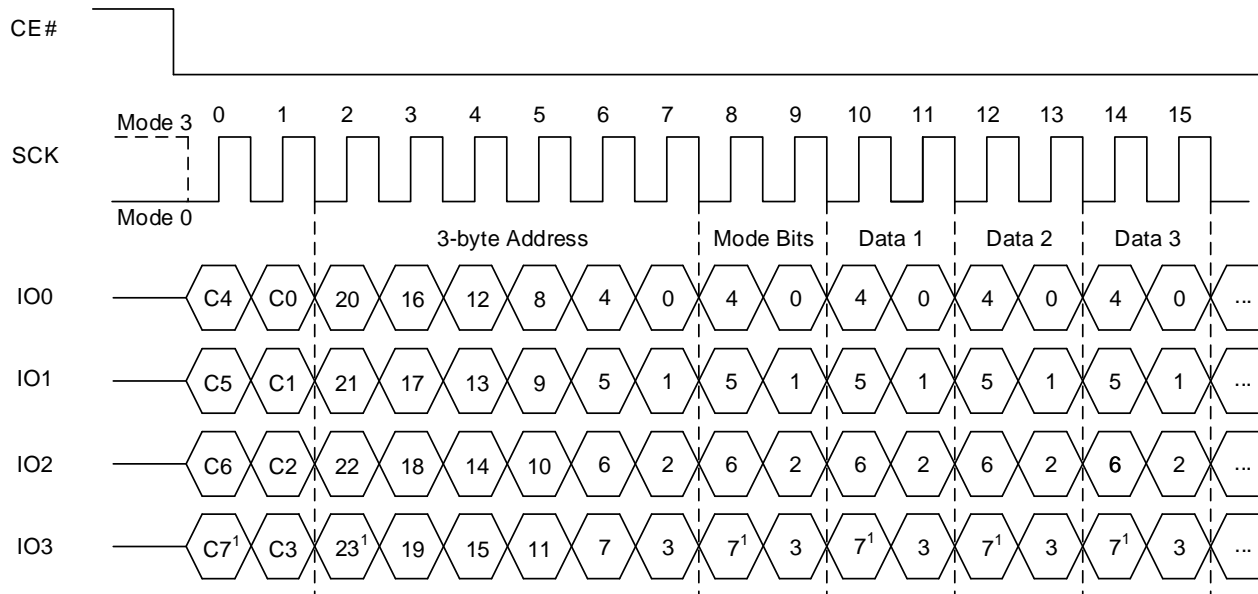 CE#
0 1 2 3 4 5 6 7 8 9 10 11 12 13 14 15
Mode 3
SCK
Mode 0
3-byte Address Mode Bits Data 1 Data 2 Data 3
IO0 C4 C0 20 16 12 8 4 0 4 0 4 0 4 0 4 0 ...
IO1 C5 C1 21 17 13 9 5 1 5 1 5 1 5 1 5 1 ...
IO2 C6 C2 22 18 14 10 6 2 6 2 6 2 6 2 6 2 ...
IO3 C7¹ C3 23¹ 19 15 11 7 3 7¹ 3 7¹ 3 7¹ 3 7¹ 3 ...